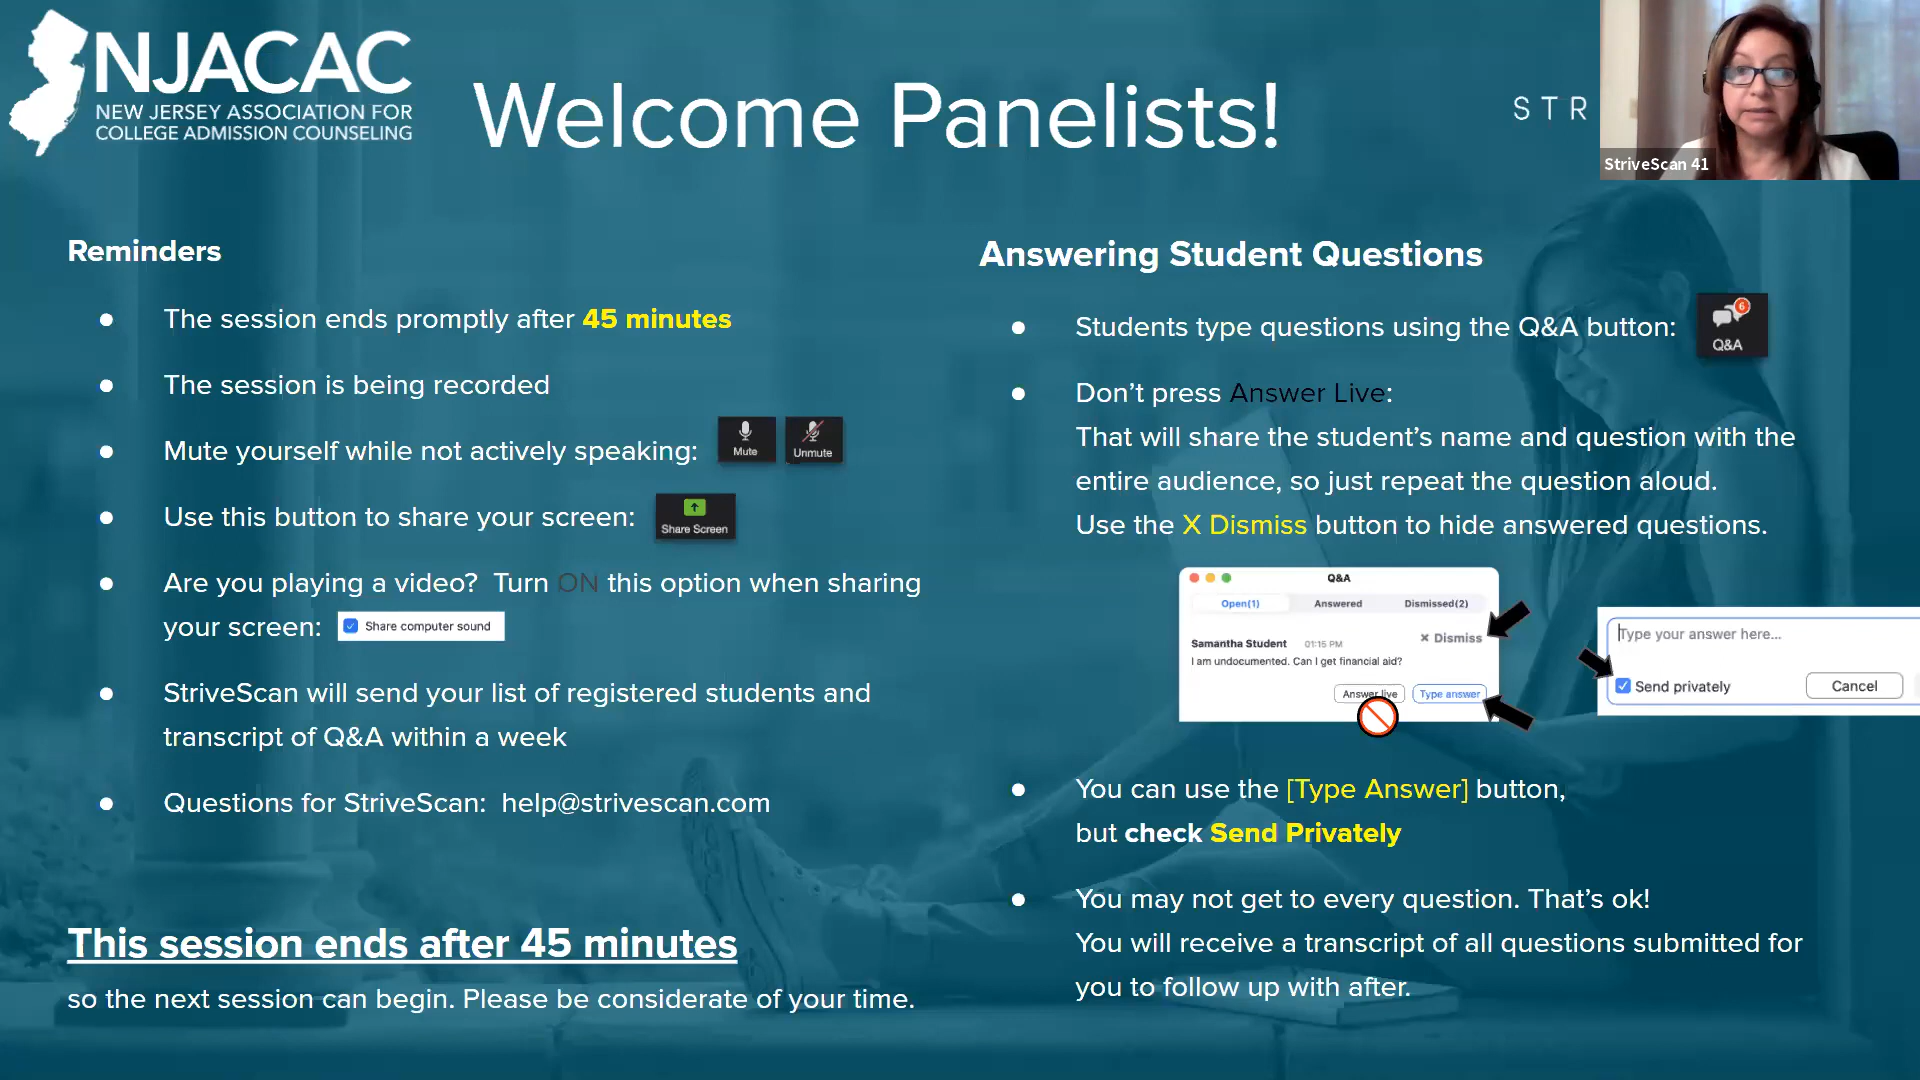 NJACAC
NEW JERSEY ASSOCIATION FOR
COLLEGE ADMISSION COUNSELING
Welcome Panelists!
STR
StriveScan 41
Reminders
● The session ends promptly after 45 minutes
● The session is being recorded
● Mute yourself while not actively speaking:
Mute
Unmute
● Use this button to share your screen:
Share Screen
● Are you playing a video? Turn ON this option when sharing
your screen:
Share computer sound
● StriveScan will send your list of registered students and
transcript of Q&A within a week
● Questions for StriveScan: help@strivescan.com
This session ends after 45 minutes
so the next session can begin. Please be considerate of your time.
Answering Student Questions
● Students type questions using the Q&A button:
6
Q&A
● Don't press Answer Live:
That will share the student's name and question with the
entire audience, so just repeat the question aloud.
Use the X Dismiss button to hide answered questions.
Q&A
Open(1) Answered Dismissed(2)
Samantha Student 01:15 PM × Dismiss
I am undocumented. Can I get financial aid?
Answer live Type answer
Type your answer here...
Send privately Cancel
● You can use the [Type Answer] button,
but check Send Privately
● You may not get to every question. That's ok!
You will receive a transcript of all questions submitted for
you to follow up with after.